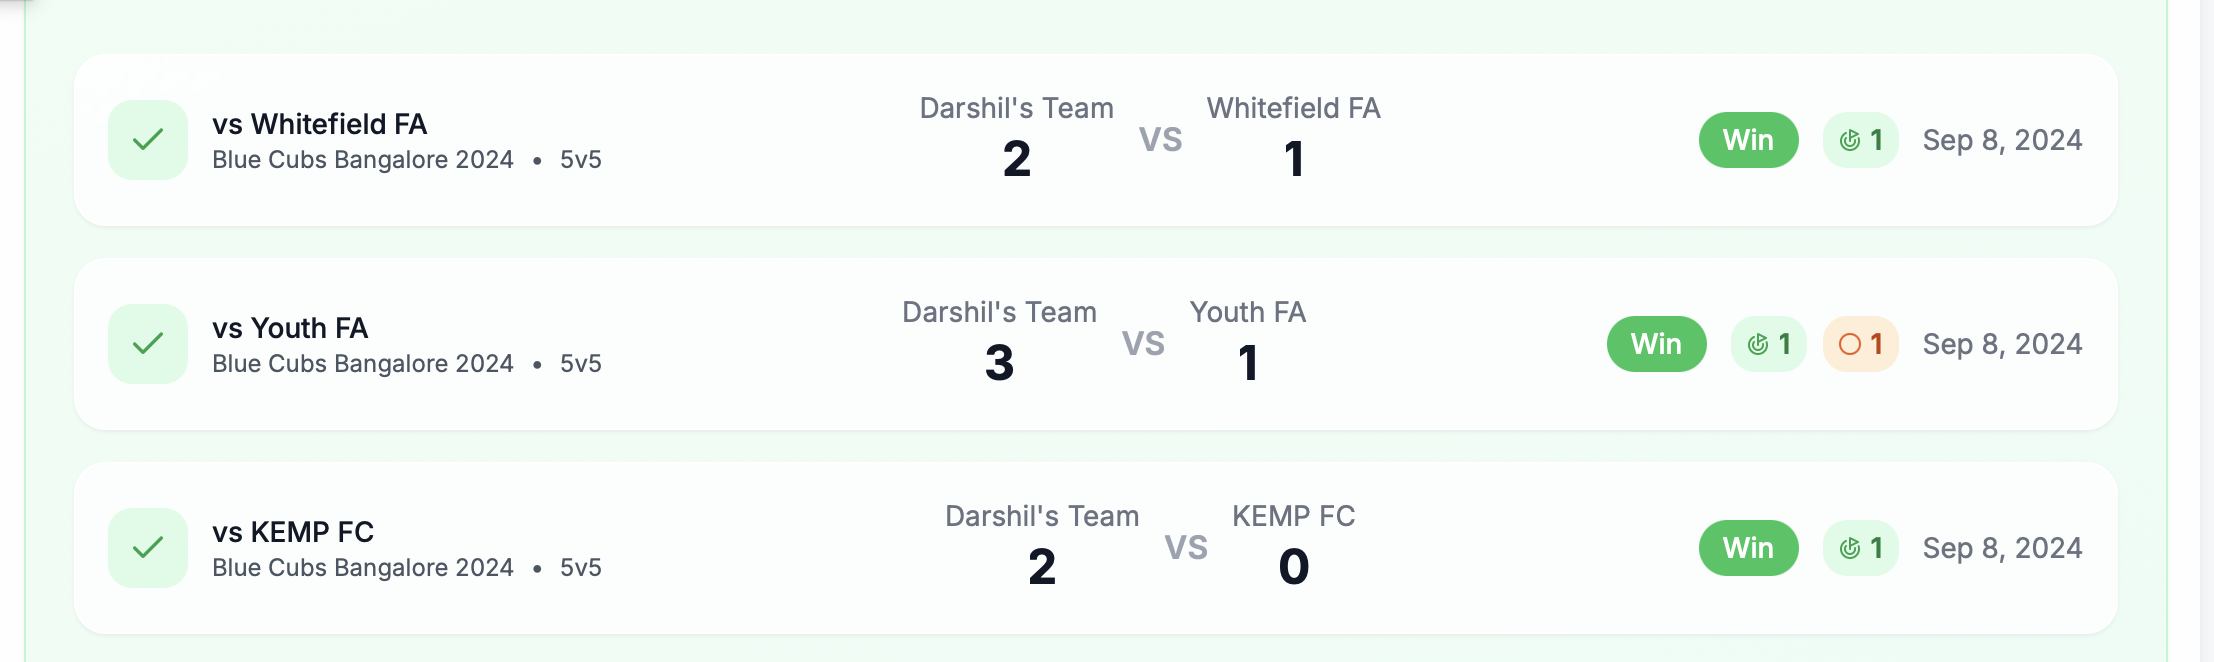 vs Whitefield FA
Blue Cubs Bangalore 2024 • 5v5
Darshil's Team VS Whitefield FA
2 1
Win 1 Sep 8, 2024
vs Youth FA
Blue Cubs Bangalore 2024 • 5v5
Darshil's Team VS Youth FA
3 1
Win 1 1 Sep 8, 2024
vs KEMP FC
Blue Cubs Bangalore 2024 • 5v5
Darshil's Team VS KEMP FC
2 0
Win 1 Sep 8, 2024